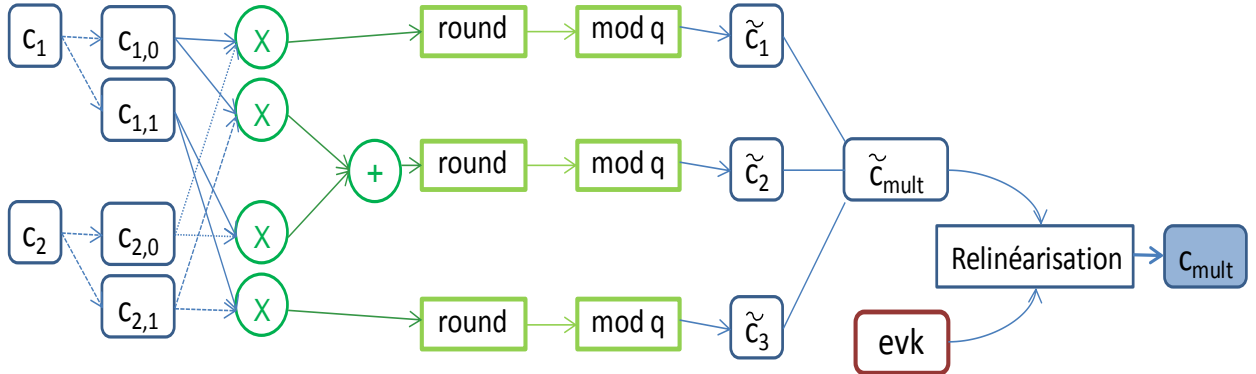 c1 c1,0 X round mod q c̃1
c1,1 X
+ round mod q c̃2 c̃mult
c2 c2,0 X
Relinéarisation cmult
c2,1 X round mod q c̃3
evk